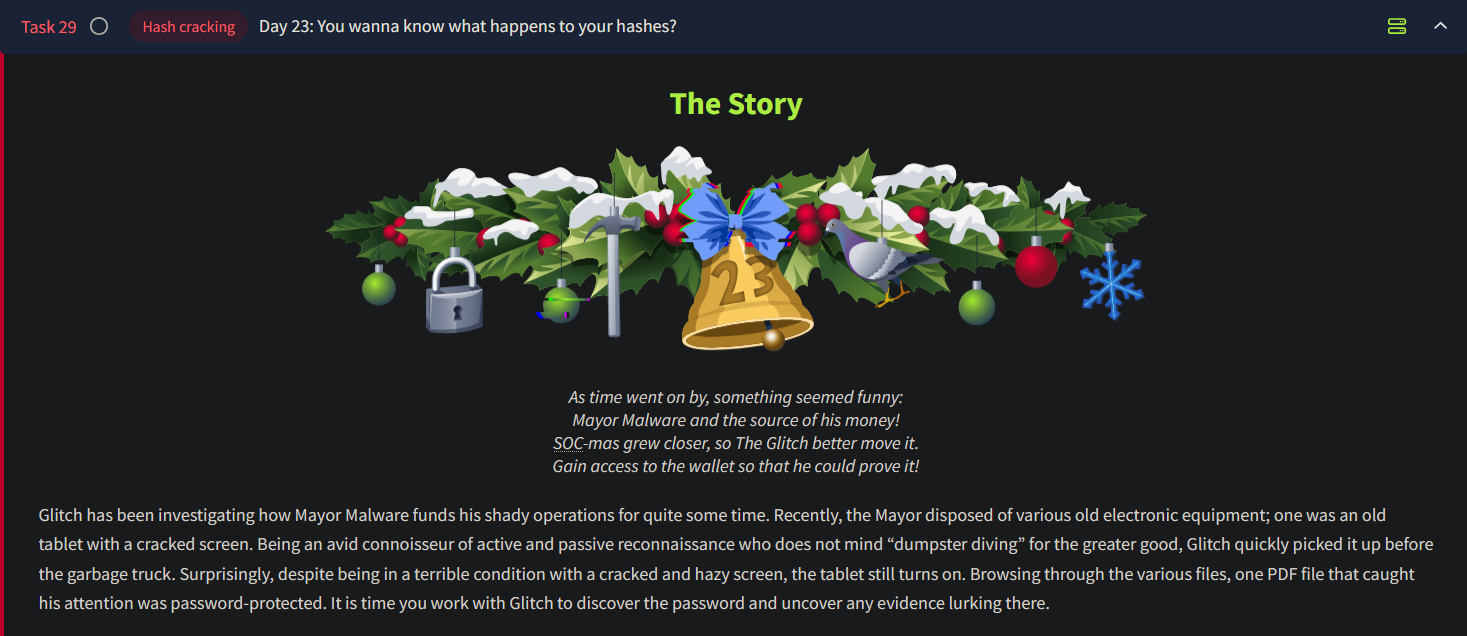 Task 29 Hash cracking Day 23: You wanna know what happens to your hashes?
The Story
23
As time went on by, something seemed funny:
Mayor Malware and the source of his money!
SOC-mas grew closer, so The Glitch better move it.
Gain access to the wallet so that he could prove it!
Glitch has been investigating how Mayor Malware funds his shady operations for quite some time. Recently, the Mayor disposed of various old electronic equipment; one was an old
tablet with a cracked screen. Being an avid connoisseur of active and passive reconnaissance who does not mind “dumpster diving” for the greater good, Glitch quickly picked it up before
the garbage truck. Surprisingly, despite being in a terrible condition with a cracked and hazy screen, the tablet still turns on. Browsing through the various files, one PDF file that caught
his attention was password-protected. It is time you work with Glitch to discover the password and uncover any evidence lurking there.